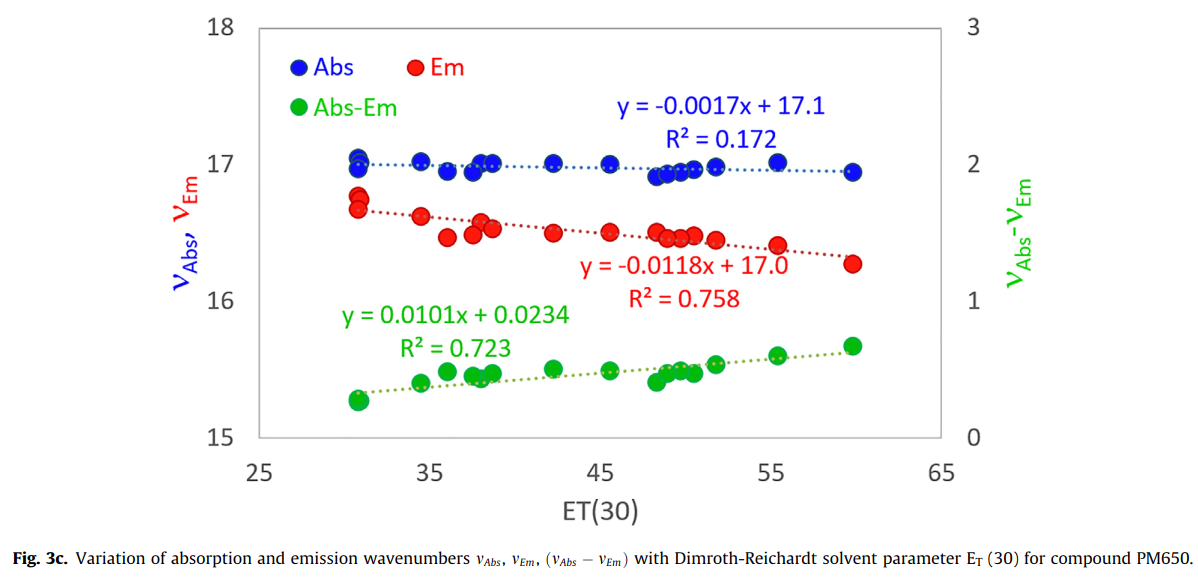 18
3
Abs
Em
Abs-Em
y = -0.0017x + 17.1
R² = 0.172
17
2
νAbs, νEm
νAbs-νEm
y = -0.0118x + 17.0
R² = 0.758
16
1
y = 0.0101x + 0.0234
R² = 0.723
15
0
25
35
45
55
65
ET(30)
Fig. 3c. Variation of absorption and emission wavenumbers νAbs, νEm, (νAbs − νEm) with Dimroth-Reichardt solvent parameter ET (30) for compound PM650.